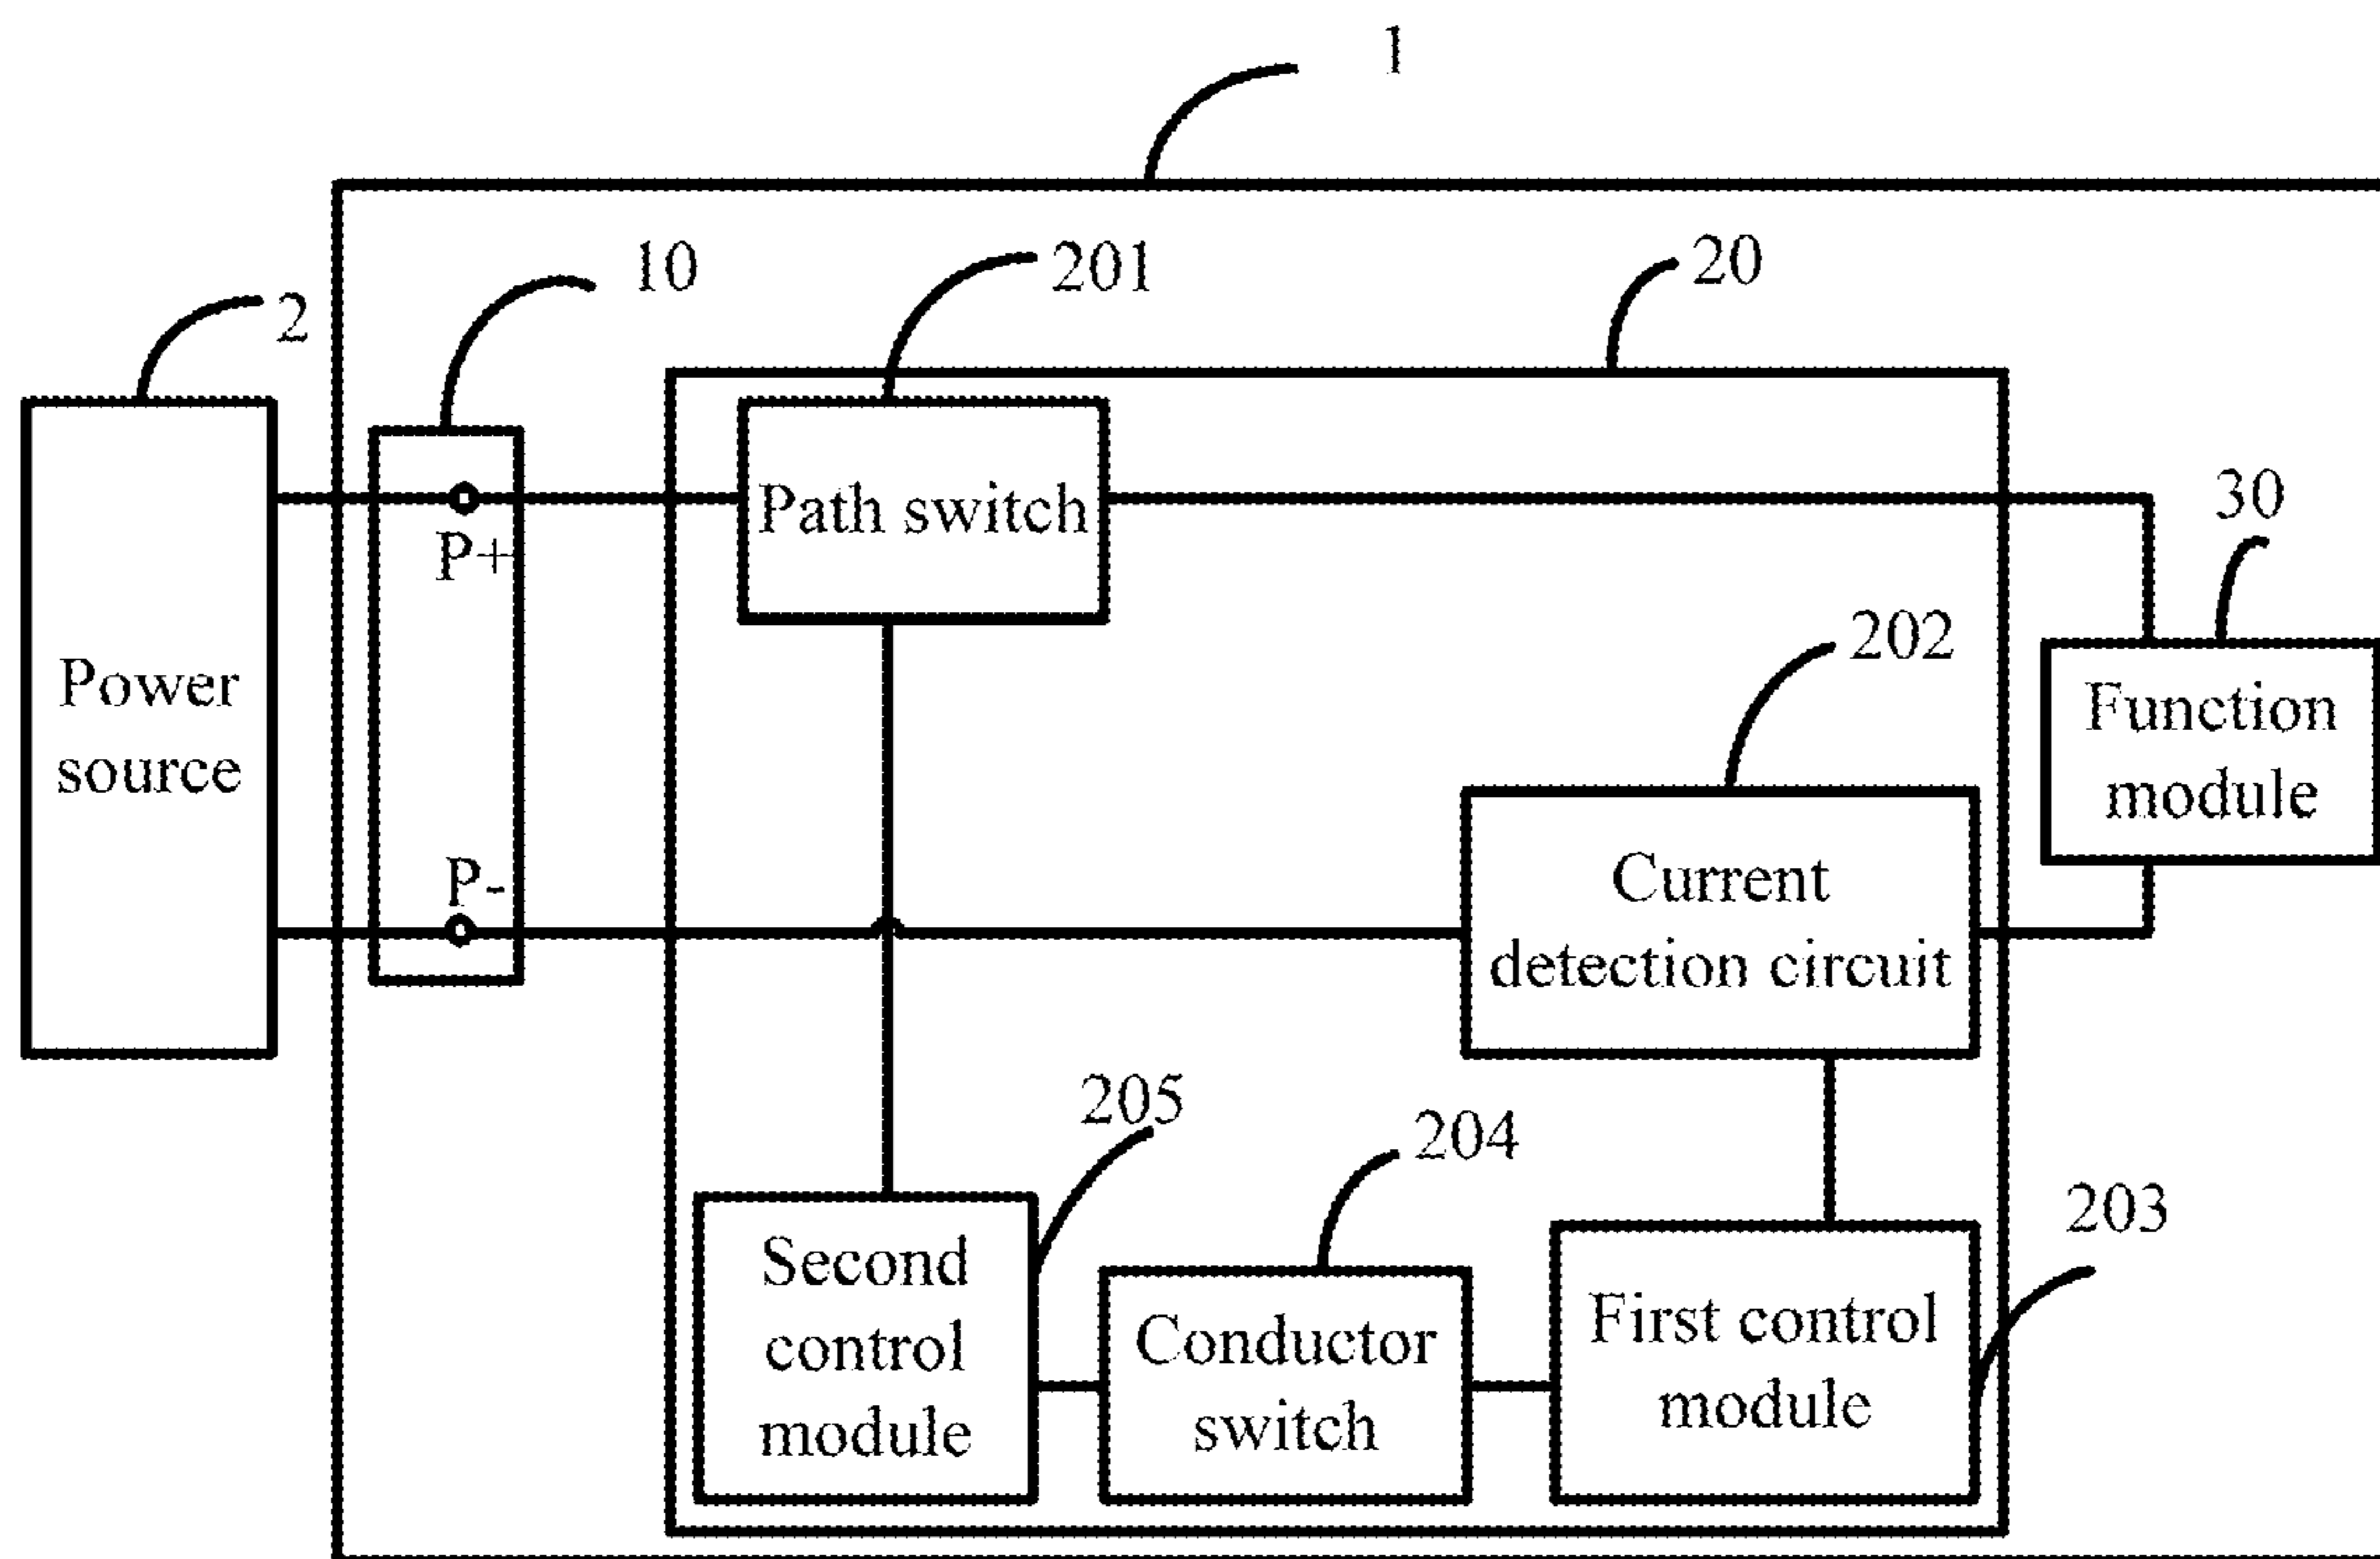 1
10
201
20
2
Path switch
30
P+
202
Power
source
Function
module
P-
Current
detection circuit
205
204
203
Second
control
module
Conductor
switch
First control
module